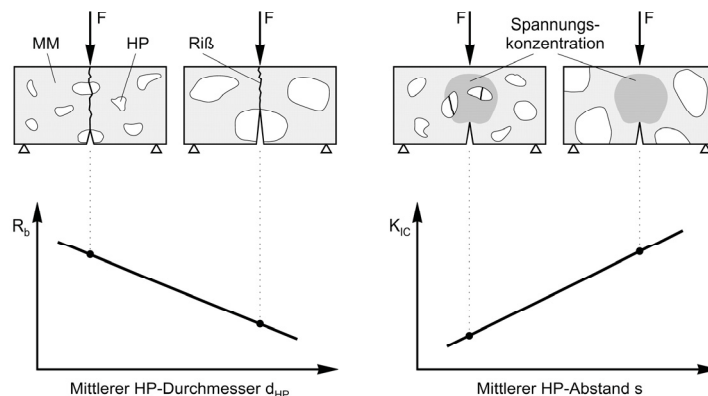 F
F
MM
HP
Riß
F
Spannungs-
konzentration
F
R_b
Mittlerer HP-Durchmesser d_HP
K_IC
Mittlerer HP-Abstand s